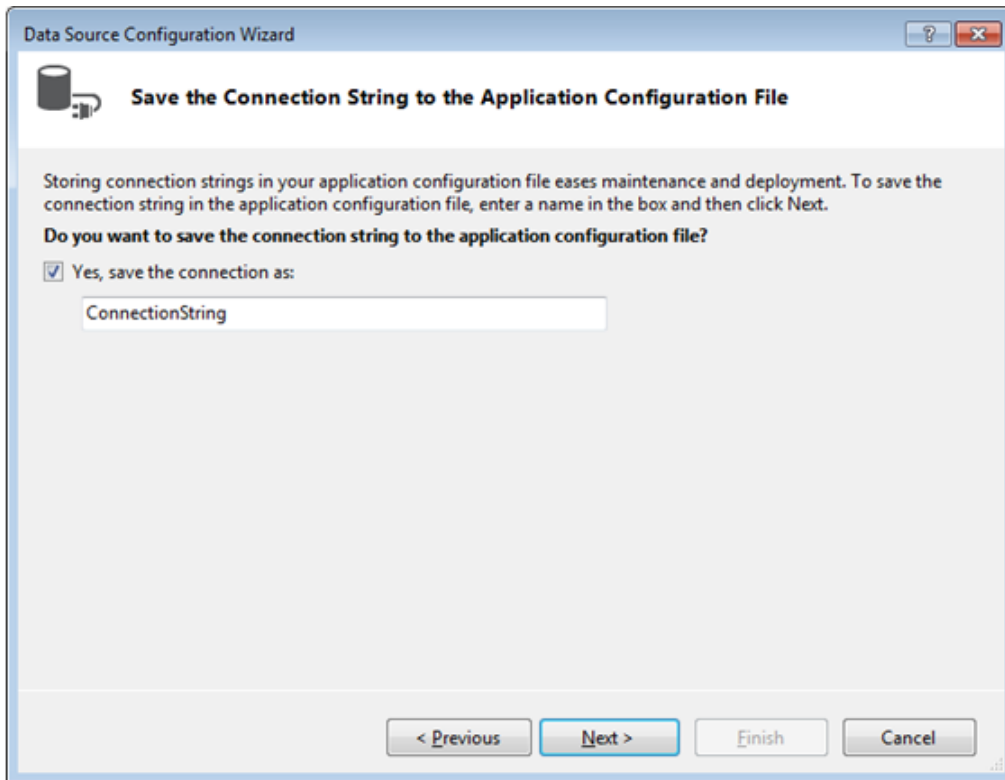 Data Source Configuration Wizard
?
Save the Connection String to the Application Configuration File
Storing connection strings in your application configuration file eases maintenance and deployment. To save the
connection string in the application configuration file, enter a name in the box and then click Next.
Do you want to save the connection string to the application configuration file?
Yes, save the connection as:
ConnectionString
< Previous
Next >
Finish
Cancel